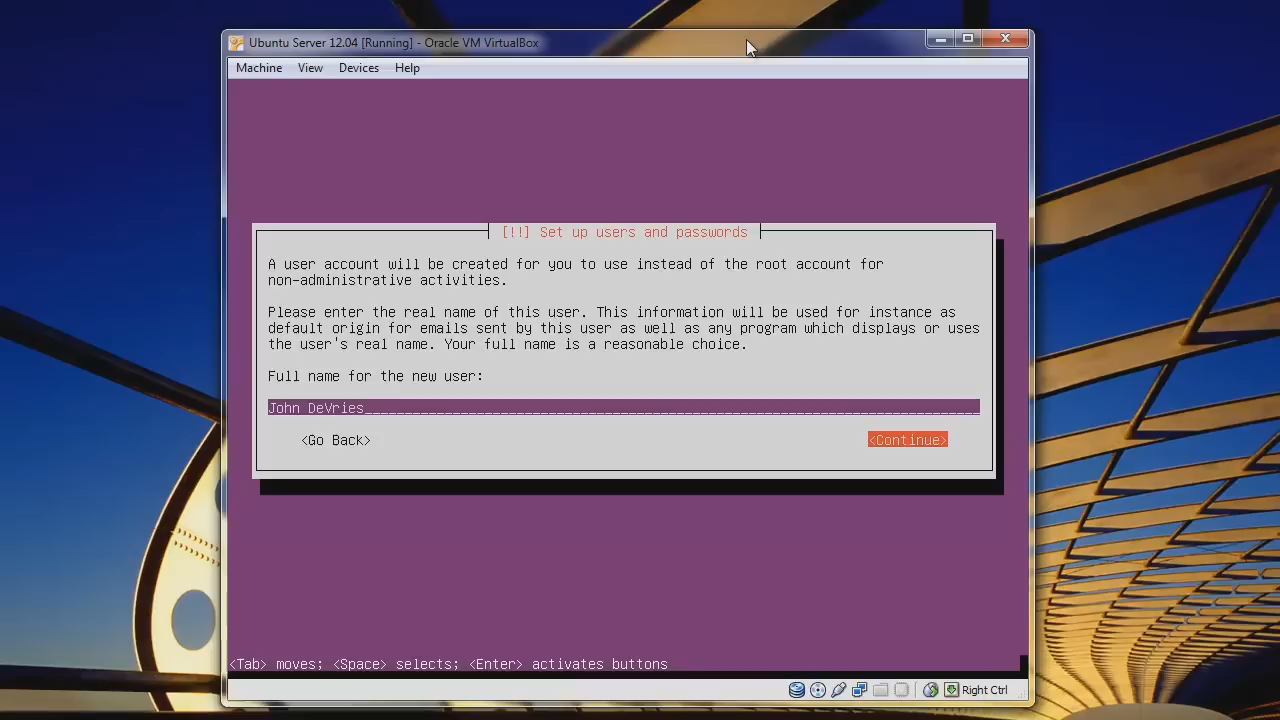 Ubuntu Server 12.04 [Running] - Oracle VM VirtualBox
Machine View Devices Help
[!!] Set up users and passwords
A user account will be created for you to use instead of the root account for
non-administrative activities.
Please enter the real name of this user. This information will be used for instance as
default origin for emails sent by this user as well as any program which displays or uses
the user's real name. Your full name is a reasonable choice.
Full name for the new user:
John DeVries
<Go Back> <Continue>
<Tab> moves; <Space> selects; <Enter> activates buttons
Right Ctrl